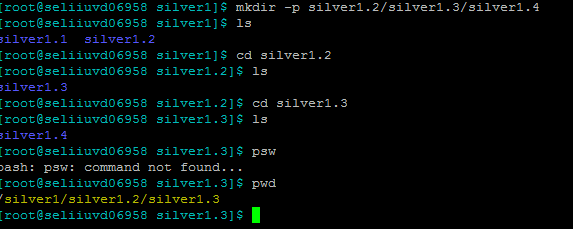 [root@seliiuvd06958 silver1]$ mkdir -p silver1.2/silver1.3/silver1.4
[root@seliiuvd06958 silver1]$ ls
silver1.1  silver1.2
[root@seliiuvd06958 silver1]$ cd silver1.2
[root@seliiuvd06958 silver1.2]$ ls
silver1.3
[root@seliiuvd06958 silver1.2]$ cd silver1.3
[root@seliiuvd06958 silver1.3]$ ls
silver1.4
[root@seliiuvd06958 silver1.3]$ psw
bash: psw: command not found...
[root@seliiuvd06958 silver1.3]$ pwd
/silver1/silver1.2/silver1.3
[root@seliiuvd06958 silver1.3]$